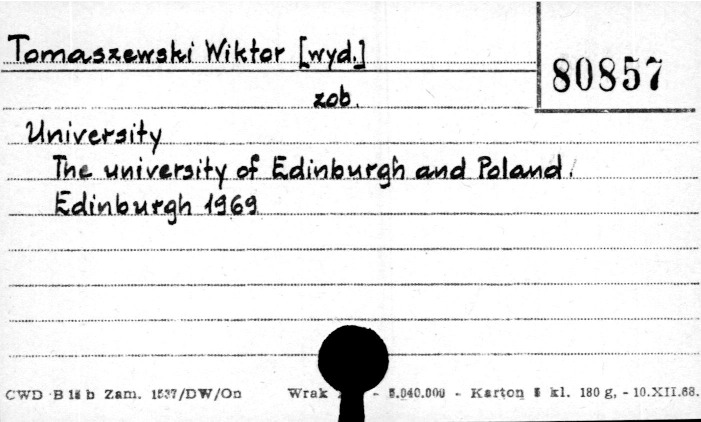 Tomaszewski Wiktor [wyd.]
80857
zob.
University
The university of Edinburgh and Poland.
Edinburgh 1969
CWD B 18 b Zam. 1537/DW/On Wrak - 5.040.000 - Karton kl. 180 g, - 10.XII.68.